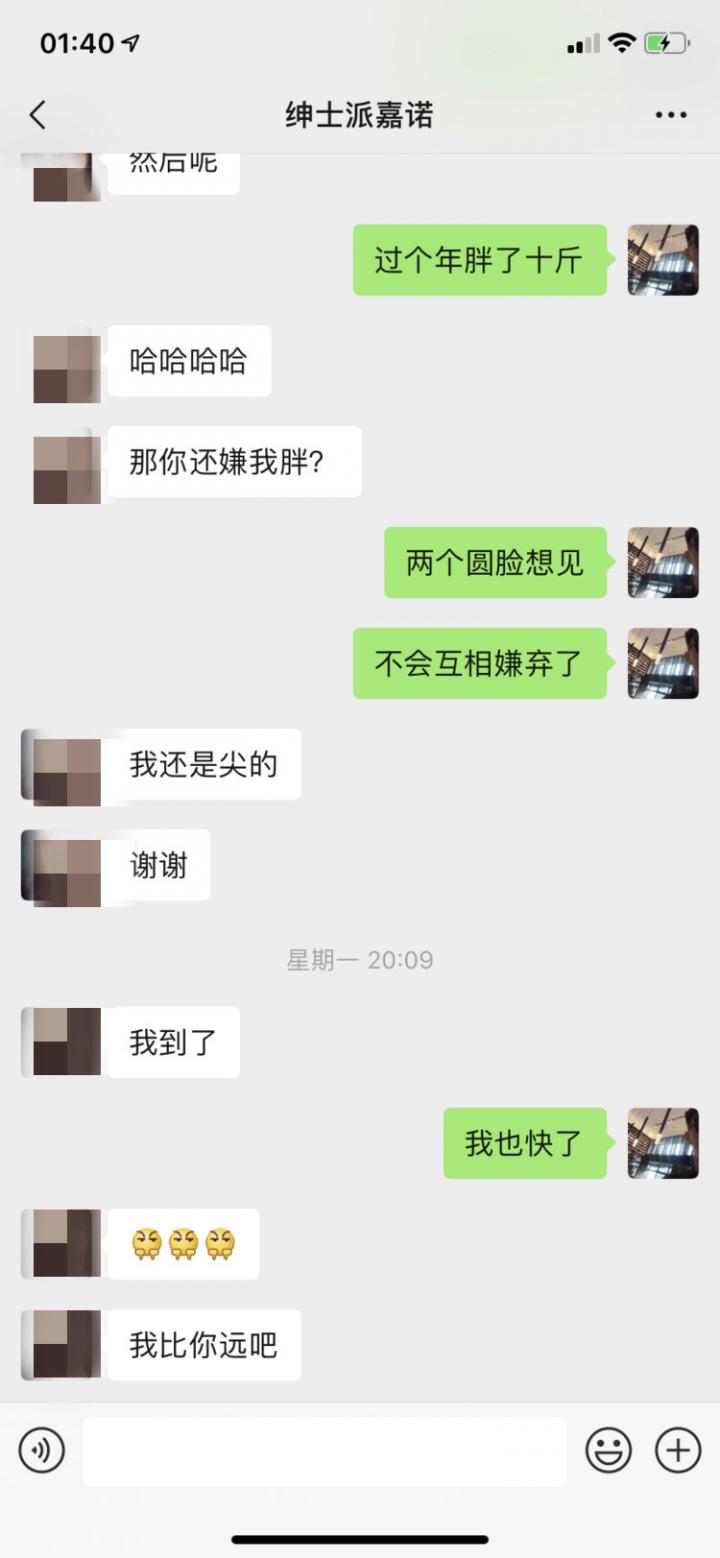 01:40
绅士派嘉诺
然后呢
过个年胖了十斤
哈哈哈哈
那你还嫌我胖?
两个圆脸想见
不会互相嫌弃了
我还是尖的
谢谢
星期一 20:09
我到了
我也快了
我比你远吧